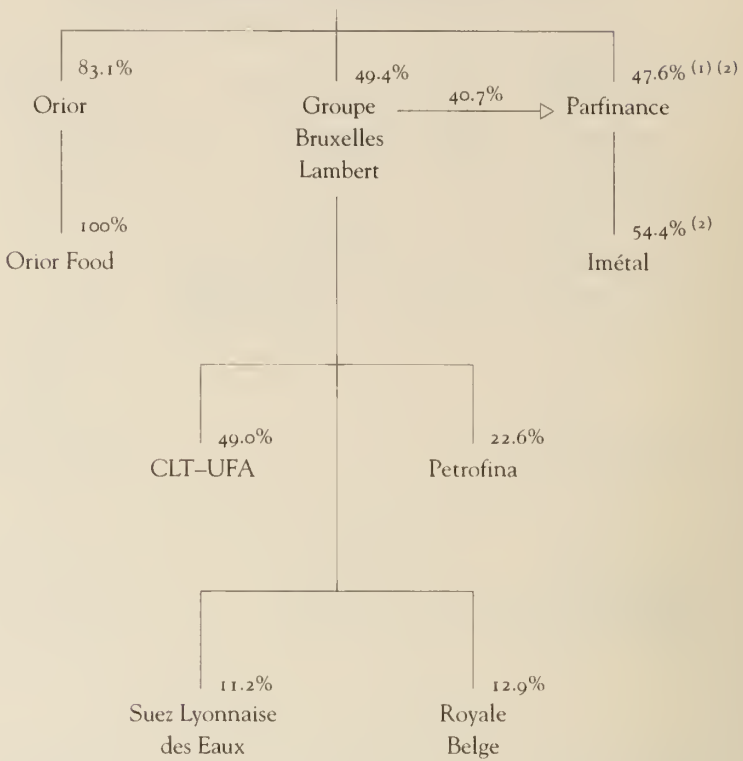 83.1%
Orior
49.4%
Groupe
Bruxelles
Lambert
40.7%
47.6% (1) (2)
Parfinance
100%
Orior Food
54.4% (2)
Imétal
49.0%
CLT–UFA
22.6%
Petrofina
11.2%
Suez Lyonnaise
des Eaux
12.9%
Royale
Belge